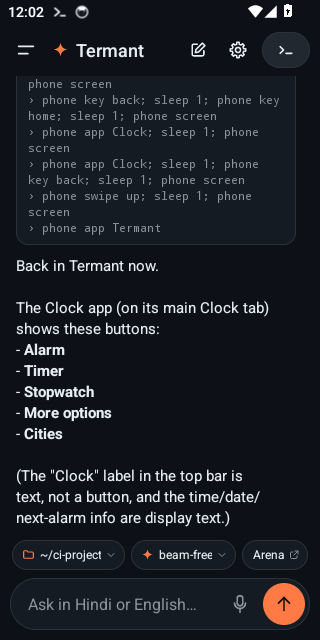 12:02
Termant
phone screen
› phone key back; sleep 1; phone key
home; sleep 1; phone screen
› phone app Clock; sleep 1; phone
screen
› phone app Clock; sleep 1; phone
key back; sleep 1; phone screen
› phone swipe up; sleep 1; phone
screen
› phone app Termant
Back in Termant now.
The Clock app (on its main Clock tab)
shows these buttons:
- Alarm
- Timer
- Stopwatch
- More options
- Cities
(The "Clock" label in the top bar is
text, not a button, and the time/date/
next-alarm info are display text.)
~/ci-project beam-free Arena
Ask in Hindi or English…